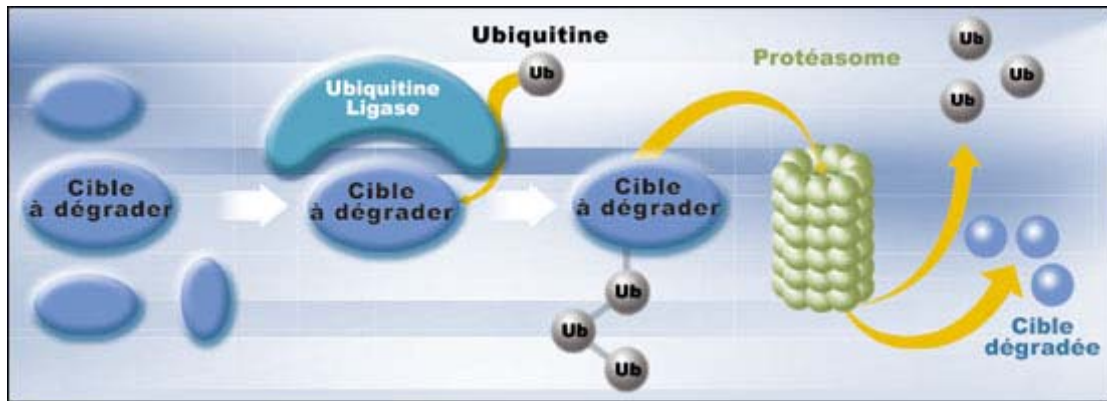 Cible
à dégrader
Ubiquitine
Ligase
Cible
à dégrader
Ubiquitine
Ub
Cible
à dégrader
Ub
Ub
Ub
Protéasome
Ub
Ub
Ub
Cible
dégradée